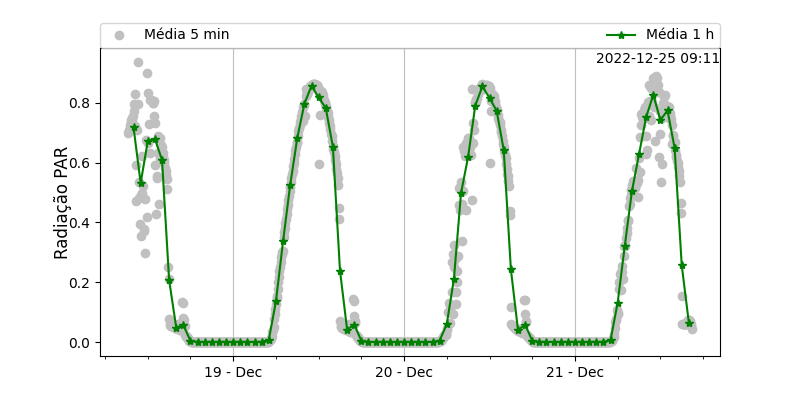 Média 5 min
Média 1 h
2022-12-25 09:11
Radiação PAR
0.8
0.6
0.4
0.2
0.0
19 - Dec
20 - Dec
21 - Dec